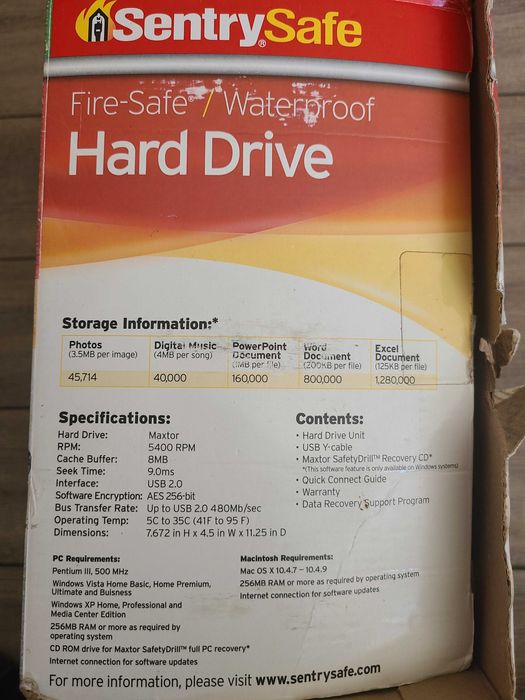 SentrySafe®
Fire-Safe® / Waterproof
Hard Drive
Storage Information:*
Photos Digital Music PowerPoint Word Excel
(3.5MB per image) (4MB per song) Document Document Document
(1MB per file) (200KB per file) (125KB per file)
45,714 40,000 160,000 800,000 1,280,000
Specifications:
Hard Drive: Maxtor
RPM: 5400 RPM
Cache Buffer: 8MB
Seek Time: 9.0ms
Interface: USB 2.0
Software Encryption: AES 256-bit
Bus Transfer Rate: Up to USB 2.0 480Mb/sec
Operating Temp: 5C to 35C (41F to 95 F)
Dimensions: 7.672 in H x 4.5 in W x 11.25 in D
Contents:
• Hard Drive Unit
• USB Y-cable
• Maxtor SafetyDrill™ Recovery CD*
*(This software feature is only available on Windows systems)
• Quick Connect Guide
• Warranty
• Data Recovery Support Program
PC Requirements:
Pentium III, 500 MHz
Windows Vista Home Basic, Home Premium,
Ultimate and Buisness
Windows XP Home, Professional and
Media Center Edition
256MB RAM or more as required by
operating system
CD ROM drive for Maxtor SafetyDrill™ full PC recovery*
Internet connection for software updates
Macintosh Requirements:
Mac OS X 10.4.7 - 10.4.9
256MB RAM or more as required by operating system
Internet connection for software updates
For more information, please visit www.sentrysafe.com